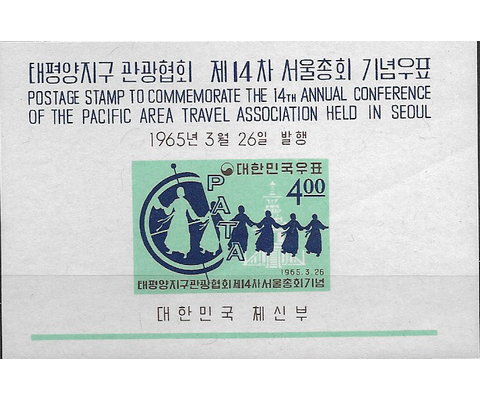 태평양지구 관광협회 제14차 서울총회 기념우표
POSTAGE STAMP TO COMMEMORATE THE 14TH ANNUAL CONFERENCE
OF THE PACIFIC AREA TRAVEL ASSOCIATION HELD IN SEOUL
1965년 3월 26일 발행
대한민국우표
4.00
PATA
1965.3.26
태평양지구관광협회제14차서울총회기념
대한민국 체신부